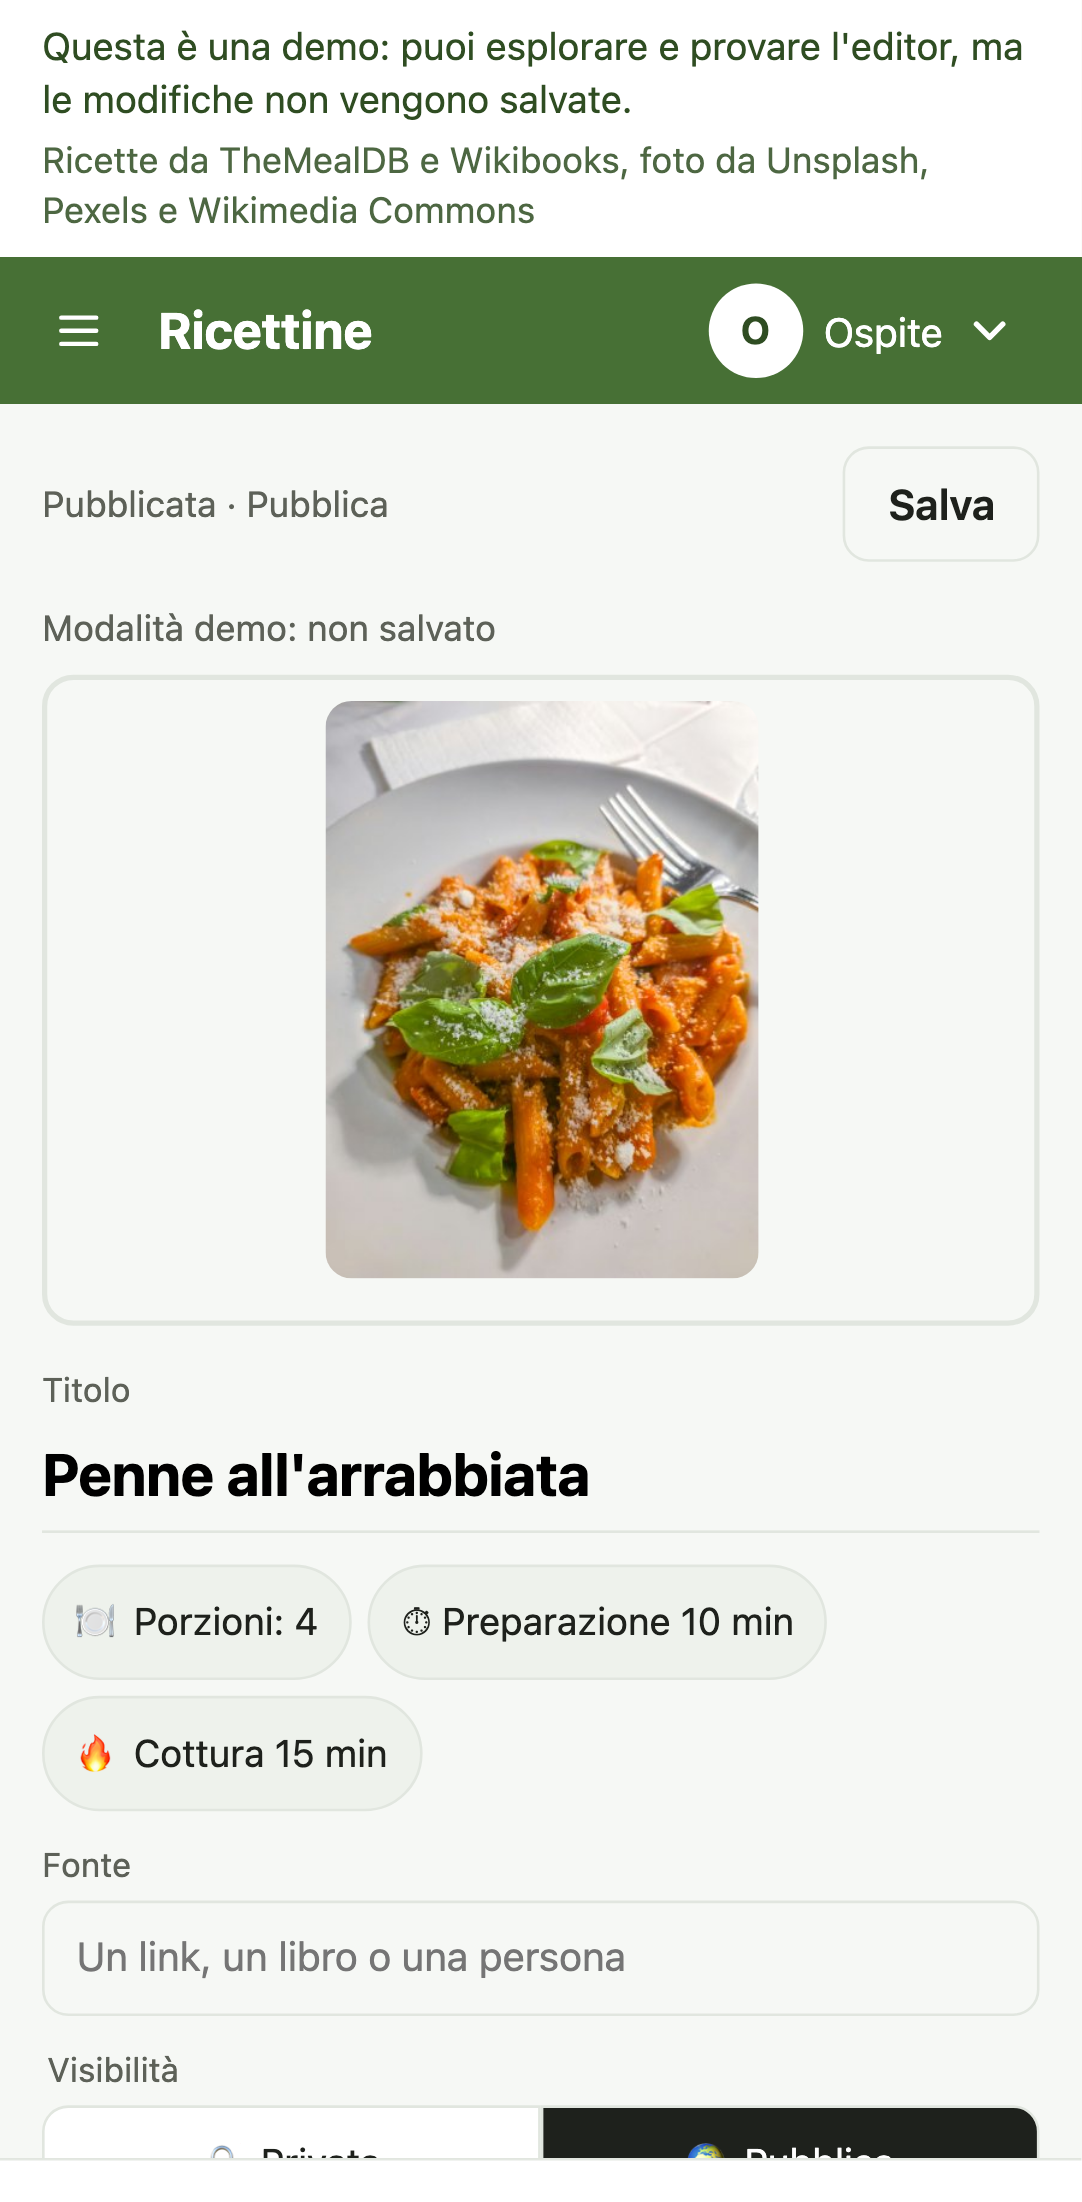 Questa è una demo: puoi esplorare e provare l'editor, ma
le modifiche non vengono salvate.
Ricette da TheMealDB e Wikibooks, foto da Unsplash,
Pexels e Wikimedia Commons
Ricettine
O
Ospite
Pubblicata · Pubblica
Salva
Modalità demo: non salvato
Titolo
Penne all'arrabbiata
Porzioni: 4
Preparazione 10 min
Cottura 15 min
Fonte
Un link, un libro o una persona
Visibilità
Privata
Pubblica